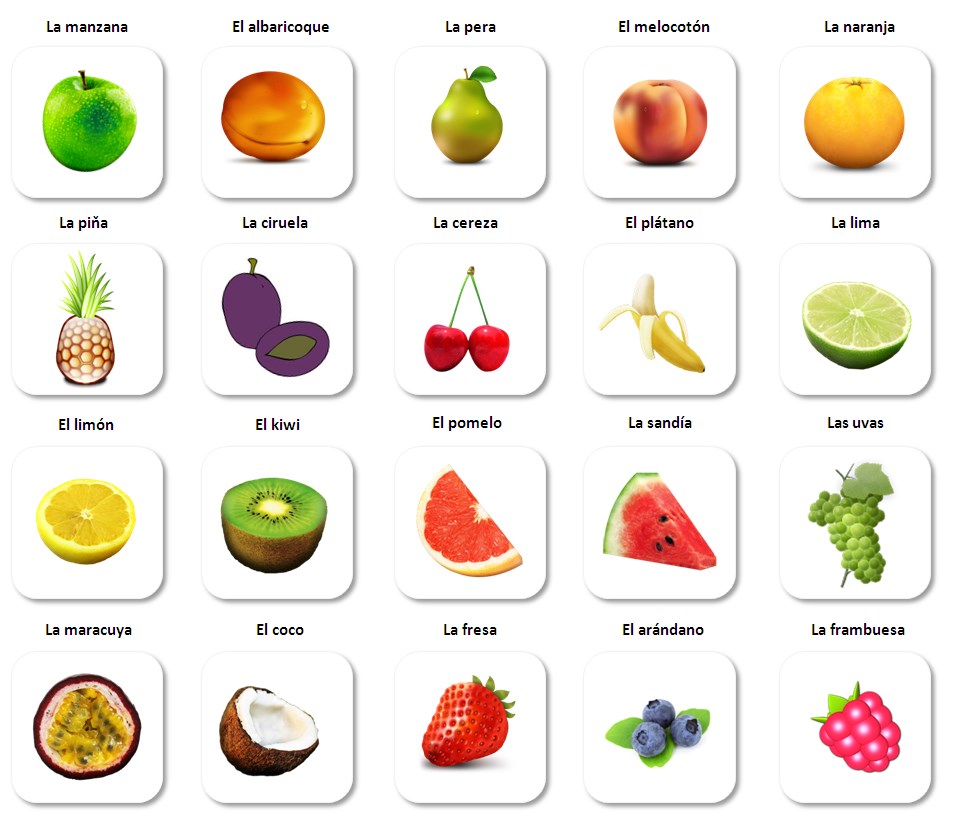 La manzana
El albaricoque
La pera
El melocotón
La naranja
La piña
La ciruela
La cereza
El plátano
La lima
El limón
El kiwi
El pomelo
La sandía
Las uvas
La maracuya
El coco
La fresa
El arándano
La frambuesa